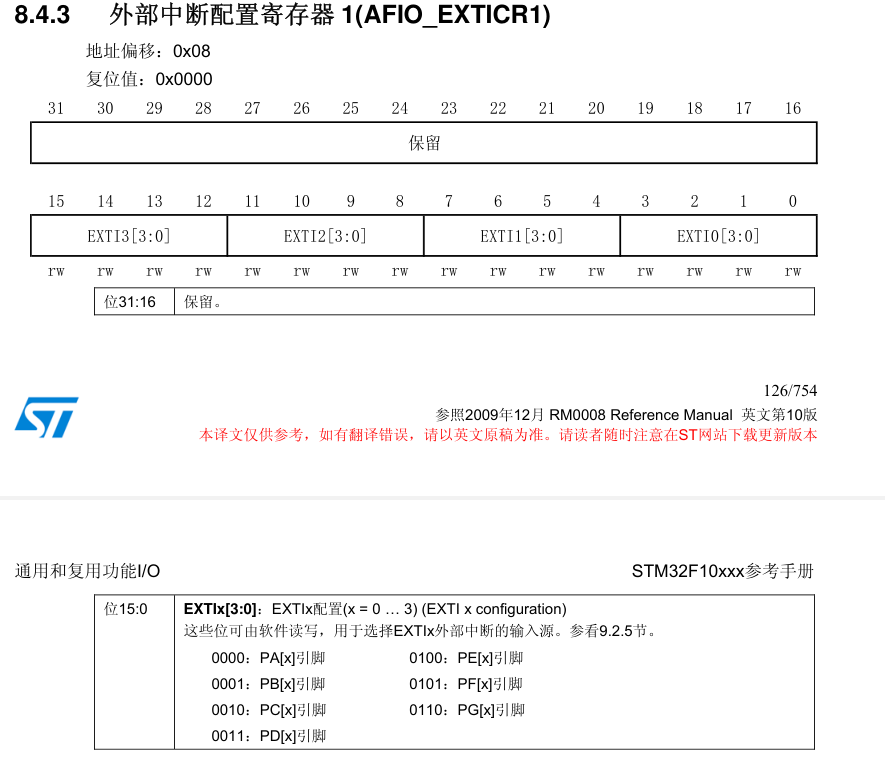 8.4.3 外部中断配置寄存器 1(AFIO_EXTICR1)
地址偏移：0x08
复位值：0x0000
31 30 29 28 27 26 25 24 23 22 21 20 19 18 17 16
保留
15 14 13 12 11 10 9 8 7 6 5 4 3 2 1 0
EXTI3[3:0] EXTI2[3:0] EXTI1[3:0] EXTI0[3:0]
rw rw rw rw rw rw rw rw rw rw rw rw rw rw rw rw
位31:16 保留。
126/754
ST
参照2009年12月 RM0008 Reference Manual 英文第10版
本译文仅供参考，如有翻译错误，请以英文原稿为准。请读者随时注意在ST网站下载更新版本
通用和复用功能I/O STM32F10xxx参考手册
位15:0 EXTIx[3:0]：EXTIx配置(x = 0 … 3) (EXTI x configuration)
这些位可由软件读写，用于选择EXTIx外部中断的输入源。参看9.2.5节。
0000：PA[x]引脚 0100：PE[x]引脚
0001：PB[x]引脚 0101：PF[x]引脚
0010：PC[x]引脚 0110：PG[x]引脚
0011：PD[x]引脚